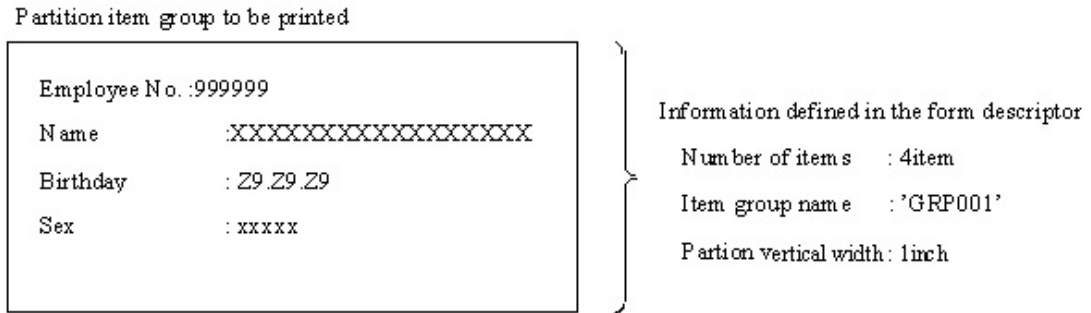 Partition item group to be printed
Employee No. :999999
Name :XXXXXXXXXXXXXXXXX
Birthday : Z9.Z9.Z9
Sex : xxxxx
Information defined in the form descriptor
Number of items : 4item
Item group name : 'GRP001'
Partion vertical width : 1inch